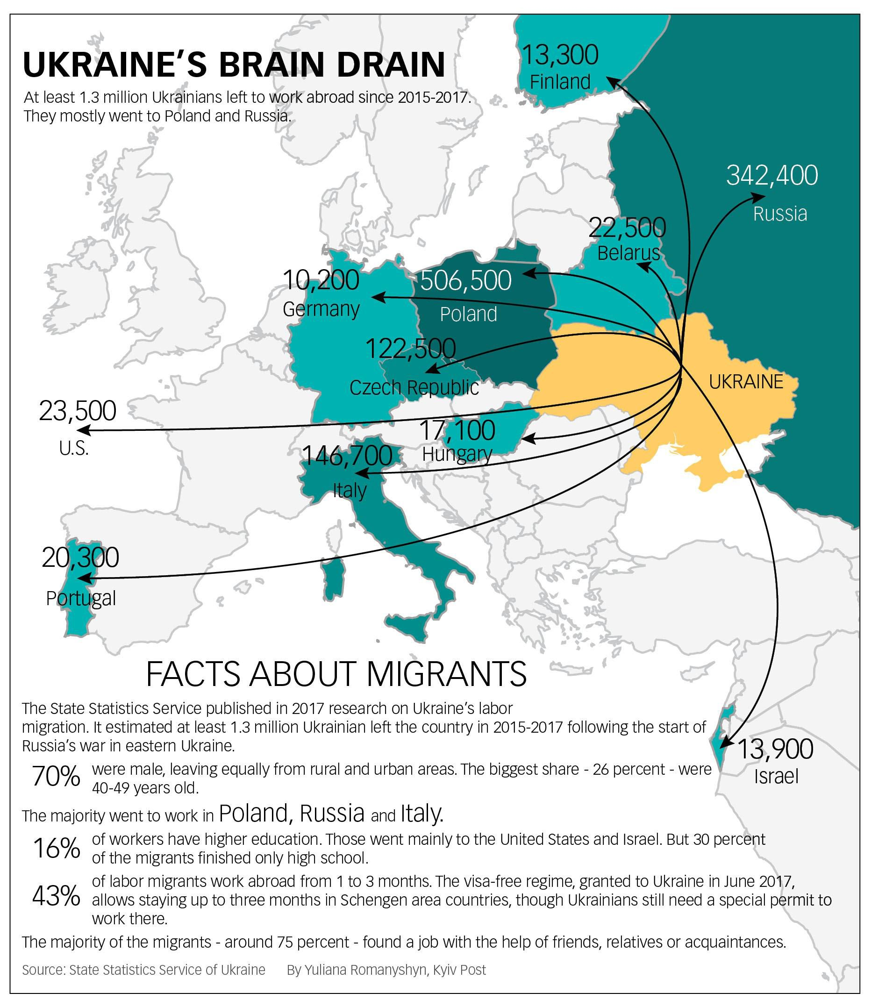 UKRAINE'S BRAIN DRAIN
At least 1.3 million Ukrainians left to work abroad since 2015-2017.
They mostly went to Poland and Russia.
13,300
Finland
342,400
Russia
22,500
Belarus
10,200
Germany
506,500
Poland
122,500
Czech Republic
UKRAINE
23,500
U.S.
17,100
Hungary
146,700
Italy
20,300
Portugal
13,900
Israel
FACTS ABOUT MIGRANTS
The State Statistics Service published in 2017 research on Ukraine's labor
migration. It estimated at least 1.3 million Ukrainian left the country in 2015-2017 following the start of
Russia's war in eastern Ukraine.
70% were male, leaving equally from rural and urban areas. The biggest share - 26 percent - were
40-49 years old.
The majority went to work in Poland, Russia and Italy.
16% of workers have higher education. Those went mainly to the United States and Israel. But 30 percent
of the migrants finished only high school.
43% of labor migrants work abroad from 1 to 3 months. The visa-free regime, granted to Ukraine in June 2017,
allows staying up to three months in Schengen area countries, though Ukrainians still need a special permit to
work there.
The majority of the migrants - around 75 percent - found a job with the help of friends, relatives or acquaintances.
Source: State Statistics Service of Ukraine By Yuliana Romanyshyn, Kyiv Post